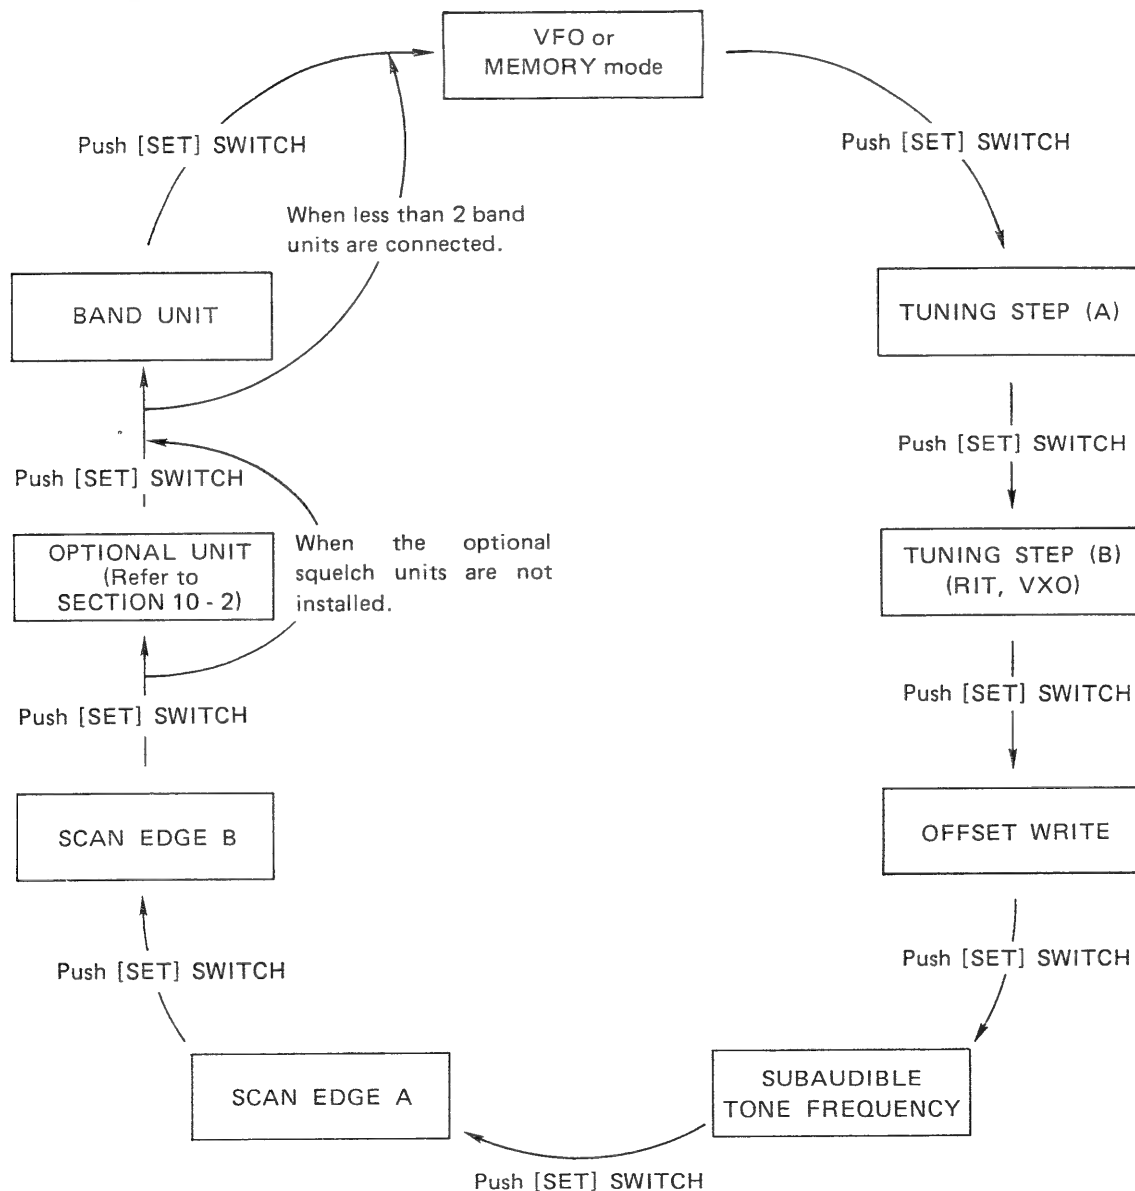 VFO or
MEMORY mode
Push [SET] SWITCH
TUNING STEP (A)
Push [SET] SWITCH
TUNING STEP (B)
(RIT, VXO)
Push [SET] SWITCH
OFFSET WRITE
Push [SET] SWITCH
SUBAUDIBLE
TONE FREQUENCY
Push [SET] SWITCH
SCAN EDGE A
Push [SET] SWITCH
SCAN EDGE B
Push [SET] SWITCH
When the optional
squelch units are not
installed.
OPTIONAL UNIT
(Refer to
SECTION 10 - 2)
Push [SET] SWITCH
When less than 2 band
units are connected.
BAND UNIT
Push [SET] SWITCH